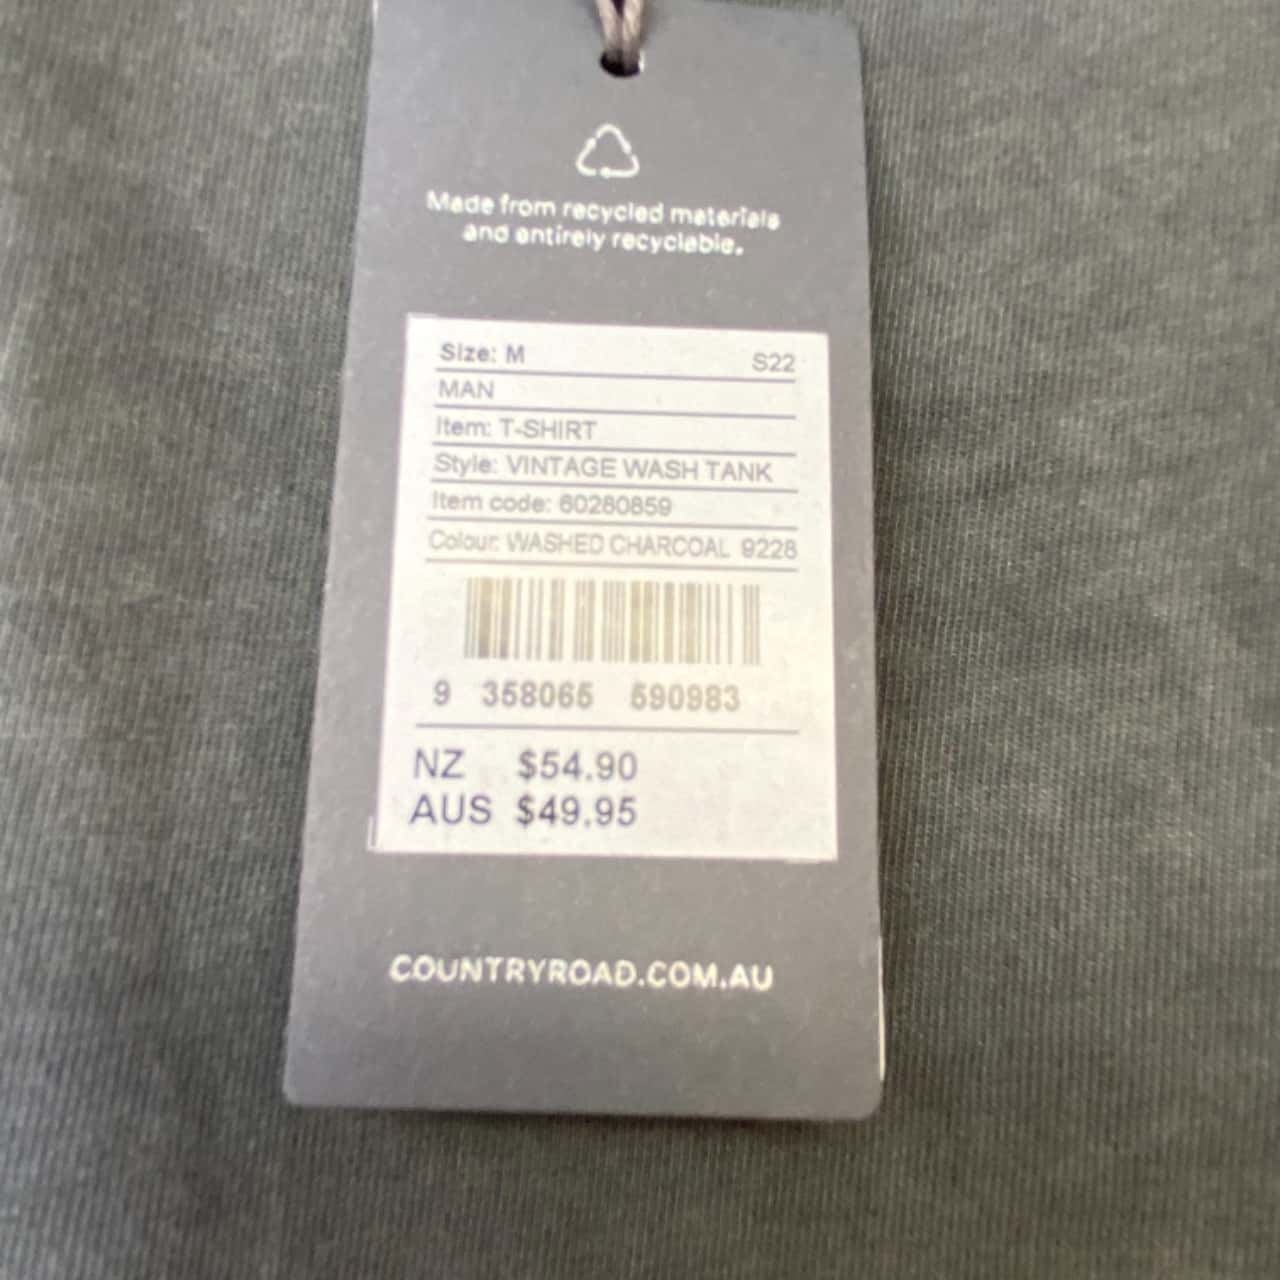 Made from recycled materials
and entirely recyclable.
Size: M S22
MAN
Item: T-SHIRT
Style: VINTAGE WASH TANK
Item code: 60280859
Colour: WASHED CHARCOAL 9228
9 358065 590983
NZ $54.90
AUS $49.95
COUNTRYROAD.COM.AU